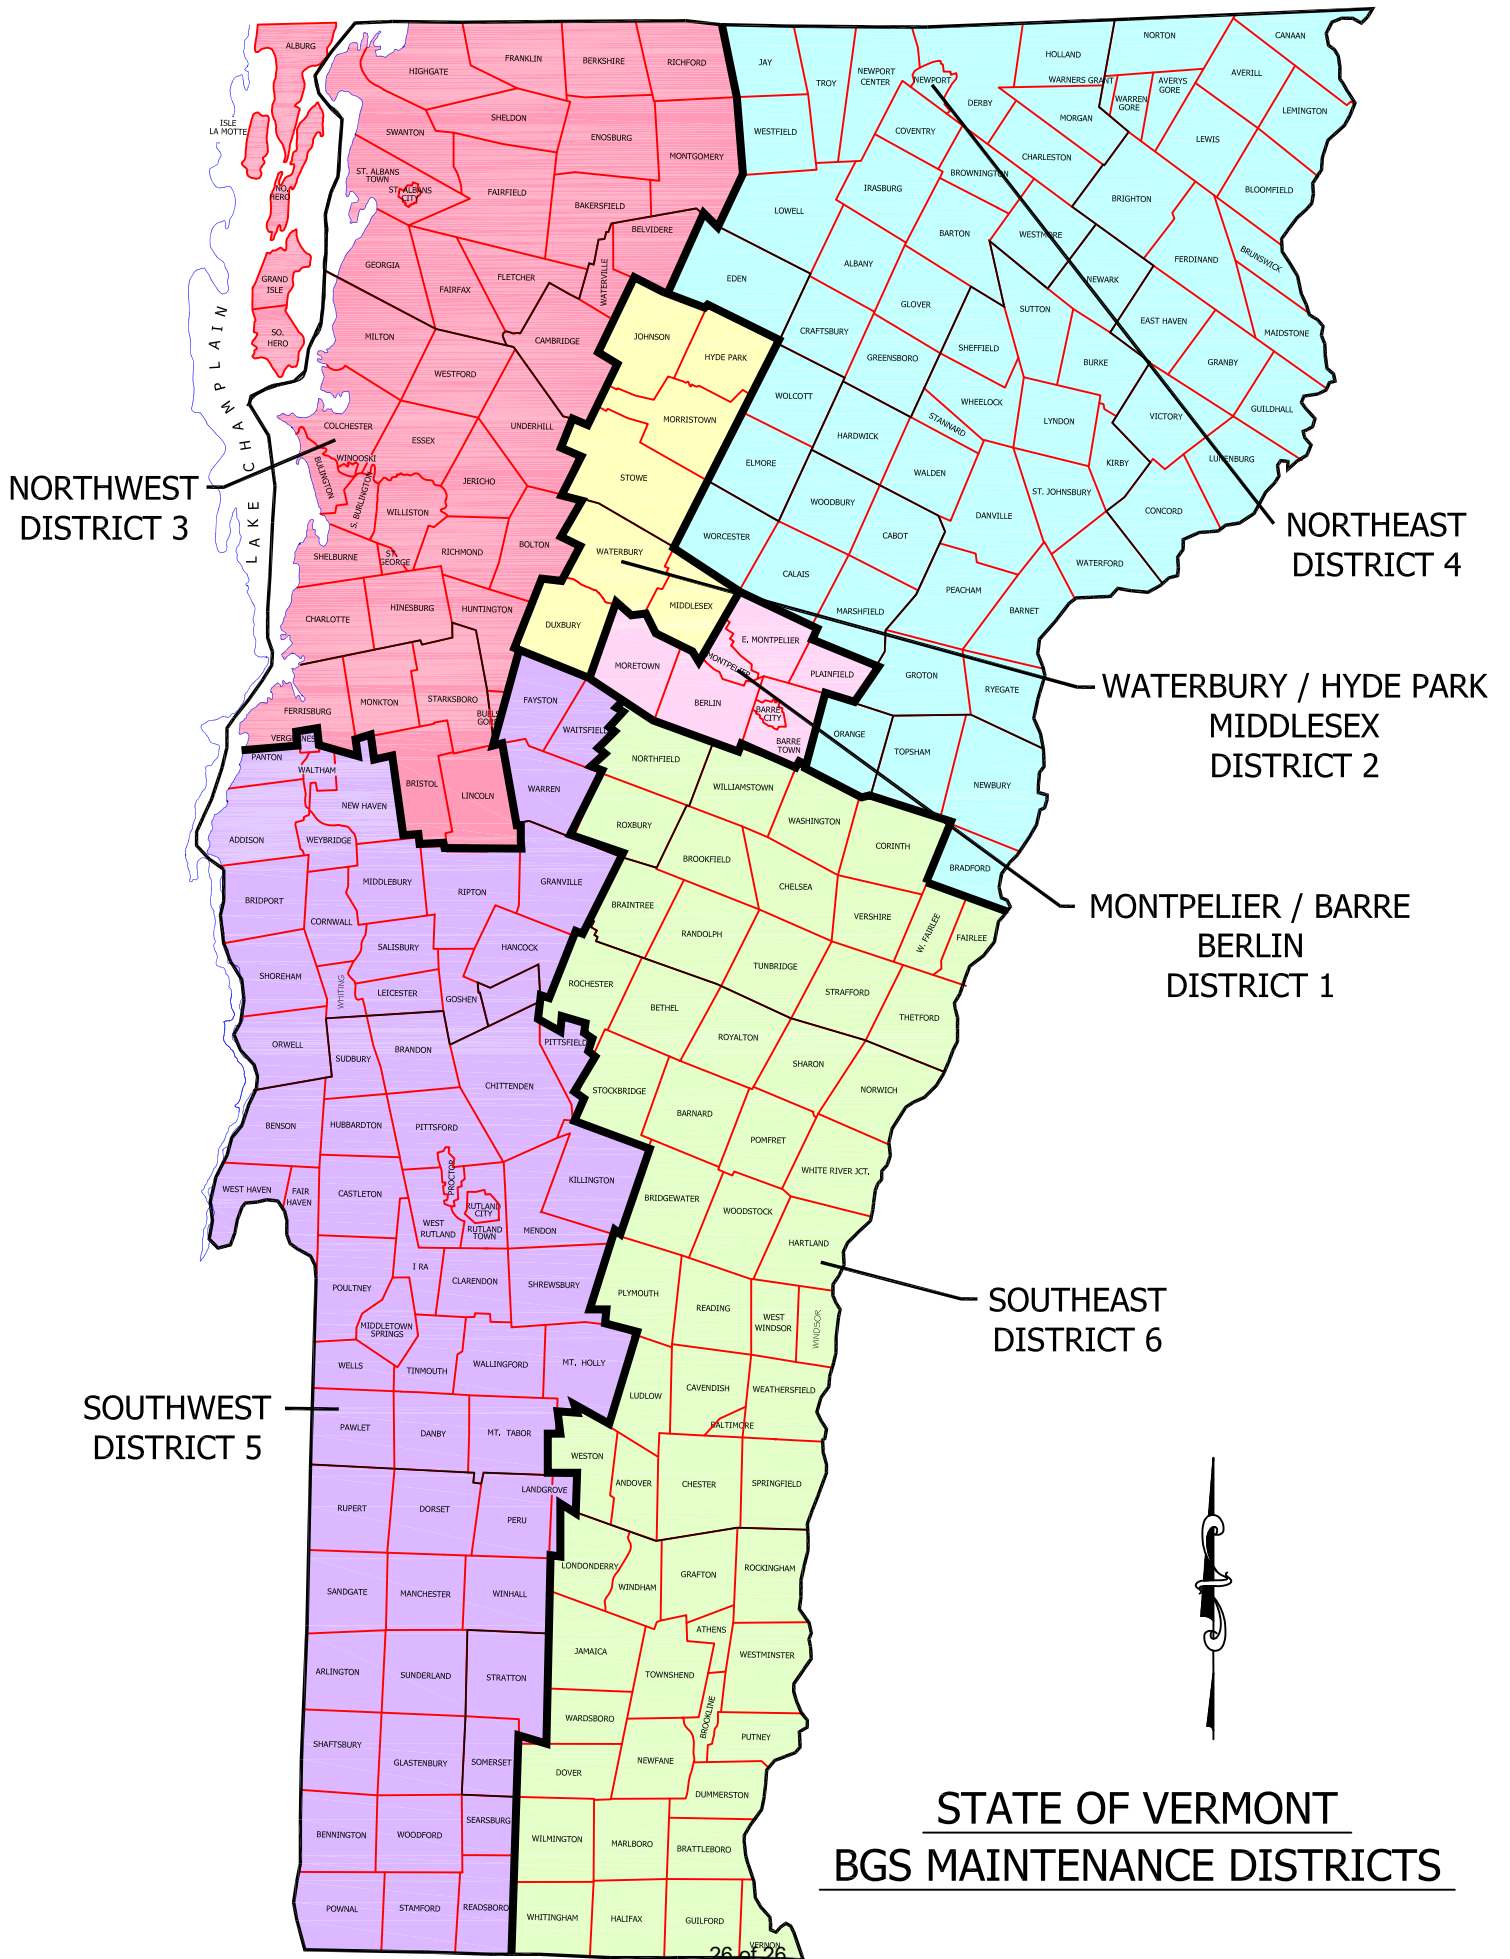 ALBURG
HIGHGATE
FRANKLIN
BERKSHIRE
RICHFORD
JAY
TROY
NEWPORT
CENTER
NEWPORT
DERBY
HOLLAND
NORTON
CANAAN
WARNERS GRANT
WARREN
GORE
AVERYS
GORE
AVERILL
LEMINGTON
ISLE
LA MOTTE
SWANTON
SHELDON
ENOSBURG
MONTGOMERY
WESTFIELD
COVENTRY
MORGAN
LEWIS
CHARLESTON
ST. ALBANS
TOWN
ST. ALBANS
CITY
FAIRFIELD
BAKERSFIELD
NO.
HERO
IRASBURG
BROWNINGTON
BRIGHTON
BLOOMFIELD
LOWELL
BELVIDERE
BARTON
WESTMORE
FERDINAND
BRUNSWICK
GEORGIA
FAIRFAX
FLETCHER
WATERVILLE
EDEN
ALBANY
NEWARK
GRAND
ISLE
GLOVER
SUTTON
EAST HAVEN
MAIDSTONE
SO.
HERO
MILTON
CAMBRIDGE
JOHNSON
HYDE PARK
CRAFTSBURY
GREENSBORO
SHEFFIELD
BURKE
GRANBY
WESTFORD
WOLCOTT
WHEELOCK
STANNARD
LYNDON
VICTORY
GUILDHALL
LAKE CHAMPLAIN
COLCHESTER
ESSEX
UNDERHILL
MORRISTOWN
HARDWICK
WINOOSKI
BULINGTON
S. BURLINGTON
JERICHO
STOWE
ELMORE
WALDEN
KIRBY
LUNENBURG
NORTHWEST
DISTRICT 3
WILLISTON
WOODBURY
ST. JOHNSBURY
DANVILLE
CONCORD
NORTHEAST
DISTRICT 4
SHELBURNE
ST.
GEORGE
RICHMOND
BOLTON
WATERBURY
WORCESTER
CABOT
CALAIS
WATERFORD
PEACHAM
BARNET
CHARLOTTE
HINESBURG
HUNTINGTON
DUXBURY
MIDDLESEX
MARSHFIELD
E. MONTPELIER
MONTPELIER
MORETOWN
PLAINFIELD
GROTON
RYEGATE
WATERBURY / HYDE PARK
MIDDLESEX
DISTRICT 2
FERRISBURG
MONKTON
STARKSBORO
BUELS
GORE
FAYSTON
WAITSFIELD
BERLIN
BARRE
CITY
BARRE
TOWN
ORANGE
TOPSHAM
NEWBURY
VERGENNES
PANTON
WALTHAM
NEW HAVEN
BRISTOL
LINCOLN
WARREN
NORTHFIELD
WILLIAMSTOWN
WASHINGTON
CORINTH
BRADFORD
ADDISON
WEYBRIDGE
ROXBURY
BROOKFIELD
CHELSEA
BRIDPORT
MIDDLEBURY
RIPTON
GRANVILLE
BRAINTREE
RANDOLPH
VERSHIRE
W. FAIRLEE
FAIRLEE
MONTPELIER / BARRE
BERLIN
DISTRICT 1
CORNWALL
SALISBURY
HANCOCK
SHOREHAM
WHITING
LEICESTER
GOSHEN
ROCHESTER
TUNBRIDGE
STRAFFORD
THETFORD
BETHEL
ROYALTON
ORWELL
SUDBURY
BRANDON
PITTSFIELD
SHARON
NORWICH
CHITTENDEN
STOCKBRIDGE
BARNARD
POMFRET
BENSON
HUBBARDTON
PITTSFORD
WHITE RIVER JCT.
WEST HAVEN
FAIR
HAVEN
CASTLETON
PROCTOR
KILLINGTON
BRIDGEWATER
WOODSTOCK
RUTLAND
CITY
WEST
RUTLAND
RUTLAND
TOWN
MENDON
HARTLAND
I RA
POULTNEY
CLARENDON
SHREWSBURY
PLYMOUTH
READING
WEST
WINDSOR
WINDSOR
SOUTHEAST
DISTRICT 6
MIDDLETOWN
SPRINGS
WELLS
TINMOUTH
WALLINGFORD
MT. HOLLY
LUDLOW
CAVENDISH
WEATHERSFIELD
BALTIMORE
SOUTHWEST
DISTRICT 5
PAWLET
DANBY
MT. TABOR
WESTON
ANDOVER
CHESTER
SPRINGFIELD
LANDGROVE
RUPERT
DORSET
PERU
LONDONDERRY
WINDHAM
GRAFTON
ROCKINGHAM
SANDGATE
MANCHESTER
WINHALL
ATHENS
JAMAICA
TOWNSHEND
WESTMINSTER
ARLINGTON
SUNDERLAND
STRATTON
WARDSBORO
BROOKLINE
PUTNEY
SHAFTSBURY
GLASTENBURY
SOMERSET
DOVER
NEWFANE
DUMMERSTON
BENNINGTON
WOODFORD
SEARSBURG
WILMINGTON
MARLBORO
BRATTLEBORO
POWNAL
STAMFORD
READSBORO
WHITINGHAM
HALIFAX
GUILFORD
VERNON
STATE OF VERMONT
BGS MAINTENANCE DISTRICTS
26 of 26